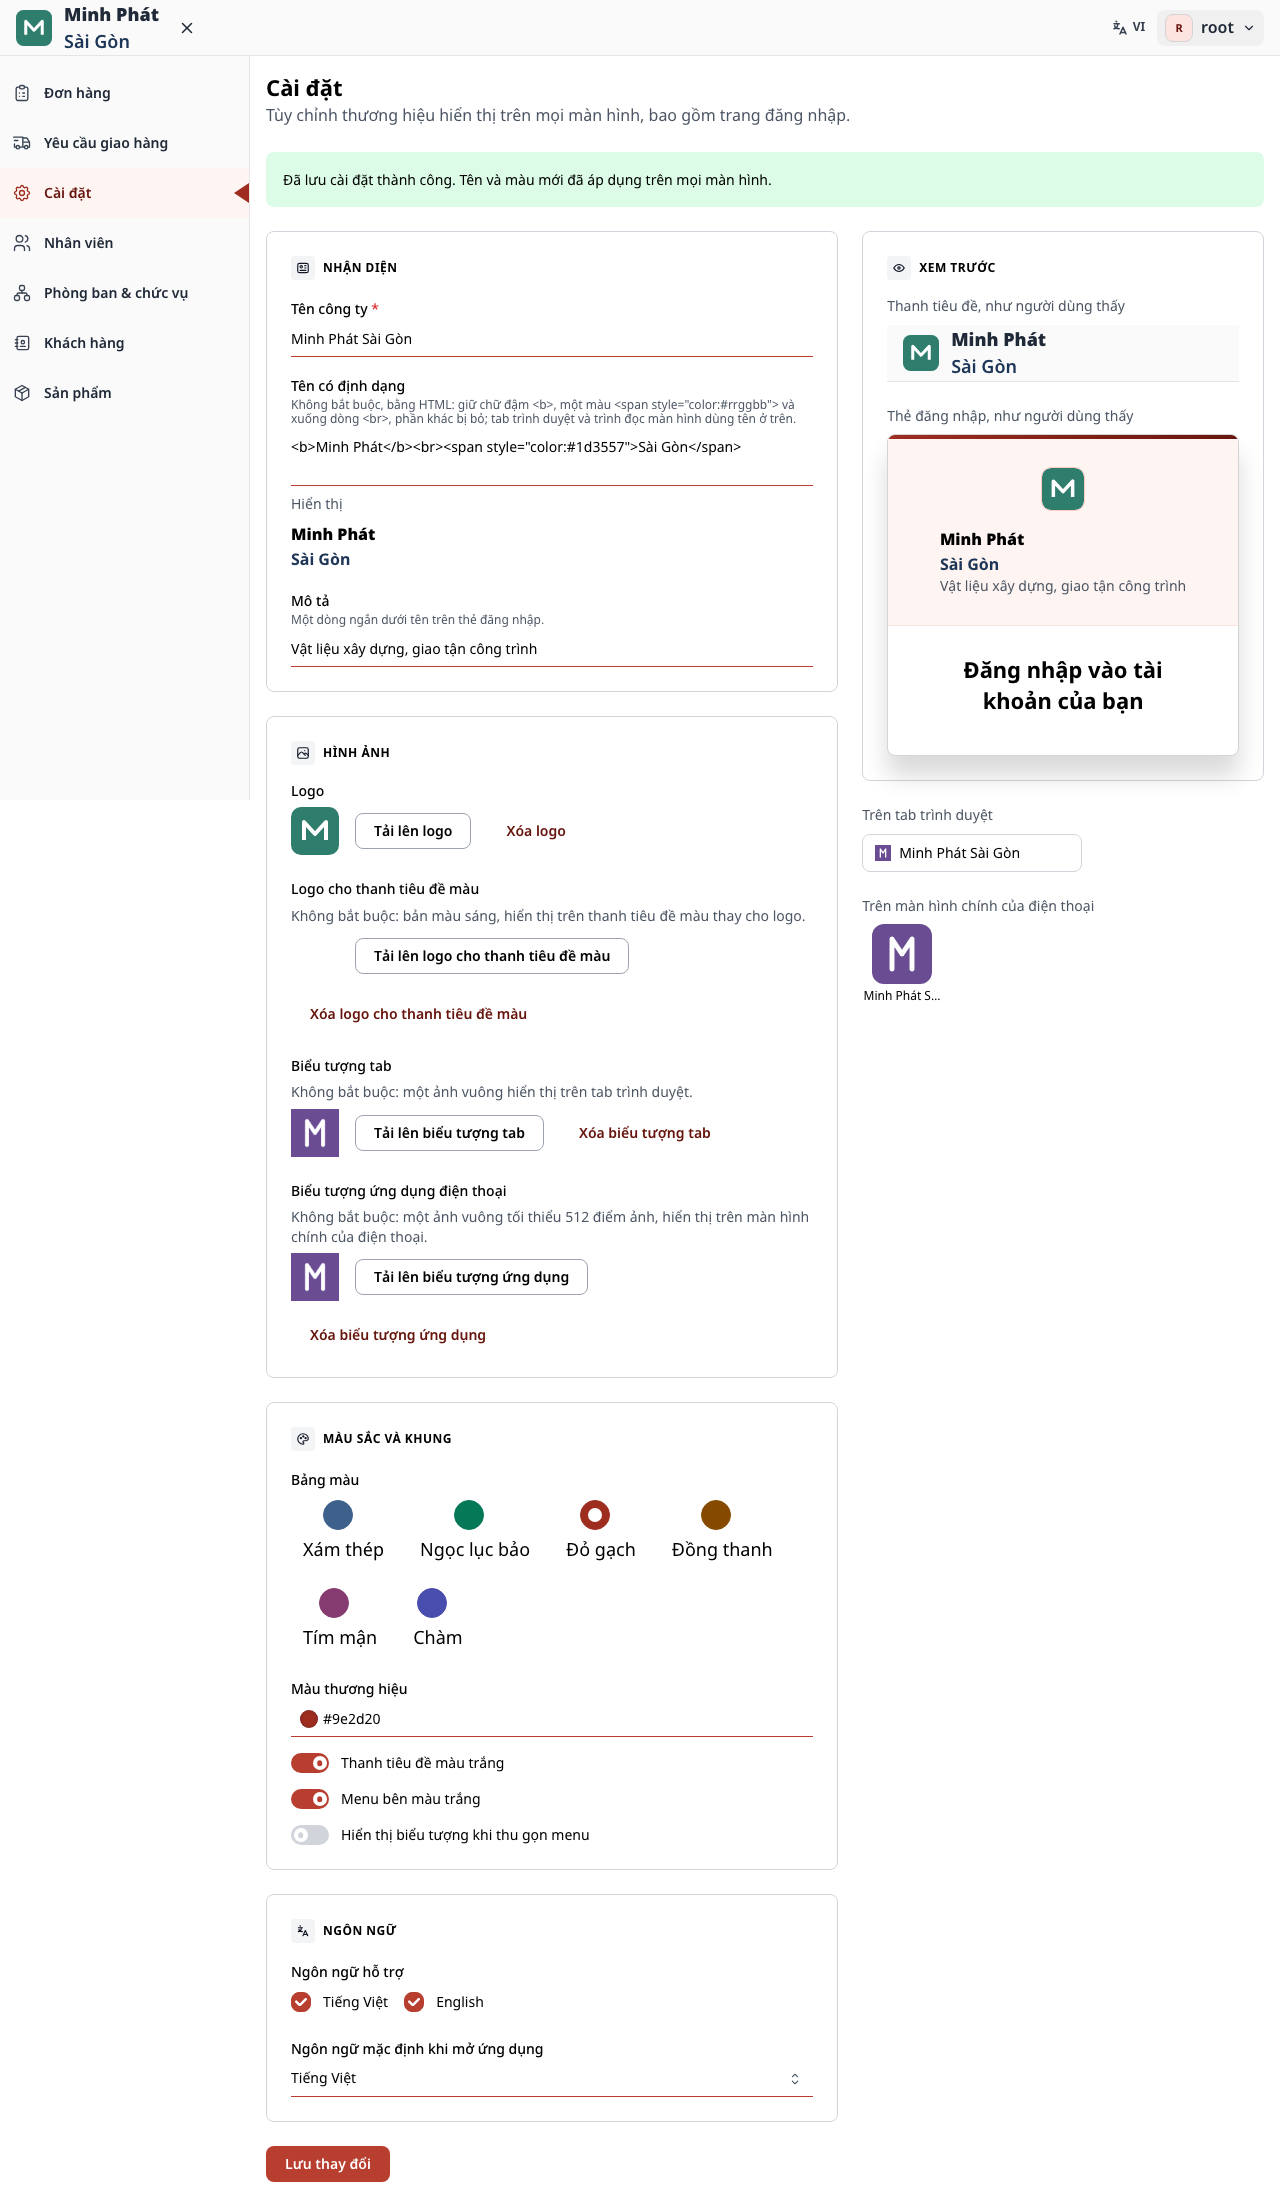 Minh Phát
Sài Gòn
VI
R
root
Đơn hàng
Yêu cầu giao hàng
Cài đặt
Nhân viên
Phòng ban & chức vụ
Khách hàng
Sản phẩm
Cài đặt
Tùy chỉnh thương hiệu hiển thị trên mọi màn hình, bao gồm trang đăng nhập.
Đã lưu cài đặt thành công. Tên và màu mới đã áp dụng trên mọi màn hình.
NHẬN DIỆN
Tên công ty *
Minh Phát Sài Gòn
Tên có định dạng
Không bắt buộc, bằng HTML: giữ chữ đậm <b>, một màu <span style="color:#rrggbb"> và
xuống dòng <br>, phần khác bị bỏ; tab trình duyệt và trình đọc màn hình dùng tên ở trên.
<b>Minh Phát</b><br><span style="color:#1d3557">Sài Gòn</span>
Hiển thị
Minh Phát
Sài Gòn
Mô tả
Một dòng ngắn dưới tên trên thẻ đăng nhập.
Vật liệu xây dựng, giao tận công trình
HÌNH ẢNH
Logo
Tải lên logo
Xóa logo
Logo cho thanh tiêu đề màu
Không bắt buộc: bản màu sáng, hiển thị trên thanh tiêu đề màu thay cho logo.
Tải lên logo cho thanh tiêu đề màu
Xóa logo cho thanh tiêu đề màu
Biểu tượng tab
Không bắt buộc: một ảnh vuông hiển thị trên tab trình duyệt.
M
Tải lên biểu tượng tab
Xóa biểu tượng tab
Biểu tượng ứng dụng điện thoại
Không bắt buộc: một ảnh vuông tối thiểu 512 điểm ảnh, hiển thị trên màn hình
chính của điện thoại.
M
Tải lên biểu tượng ứng dụng
Xóa biểu tượng ứng dụng
MÀU SẮC VÀ KHUNG
Bảng màu
Xám thép
Ngọc lục bảo
Đỏ gạch
Đồng thanh
Tím mận
Chàm
Màu thương hiệu
#9e2d20
Thanh tiêu đề màu trắng
Menu bên màu trắng
Hiển thị biểu tượng khi thu gọn menu
NGÔN NGỮ
Ngôn ngữ hỗ trợ
Tiếng Việt
English
Ngôn ngữ mặc định khi mở ứng dụng
Tiếng Việt
Lưu thay đổi
XEM TRƯỚC
Thanh tiêu đề, như người dùng thấy
Minh Phát
Sài Gòn
Thẻ đăng nhập, như người dùng thấy
Minh Phát
Sài Gòn
Vật liệu xây dựng, giao tận công trình
Đăng nhập vào tài
khoản của bạn
Trên tab trình duyệt
M
Minh Phát Sài Gòn
Trên màn hình chính của điện thoại
M
Minh Phát S...